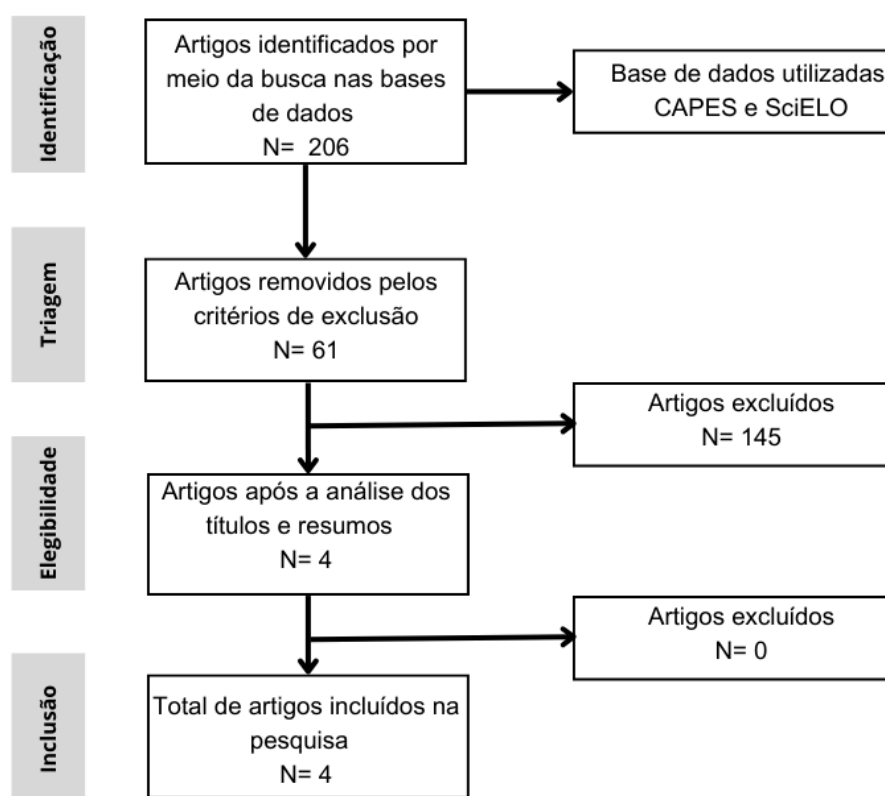 Identificação
Artigos identificados por
meio da busca nas bases
de dados
N= 206
Base de dados utilizadas
CAPES e SciELO
Triagem
Artigos removidos pelos
critérios de exclusão
N= 61
Artigos excluídos
N= 145
Elegibilidade
Artigos após a análise dos
títulos e resumos
N= 4
Artigos excluídos
N= 0
Inclusão
Total de artigos incluídos na
pesquisa
N= 4